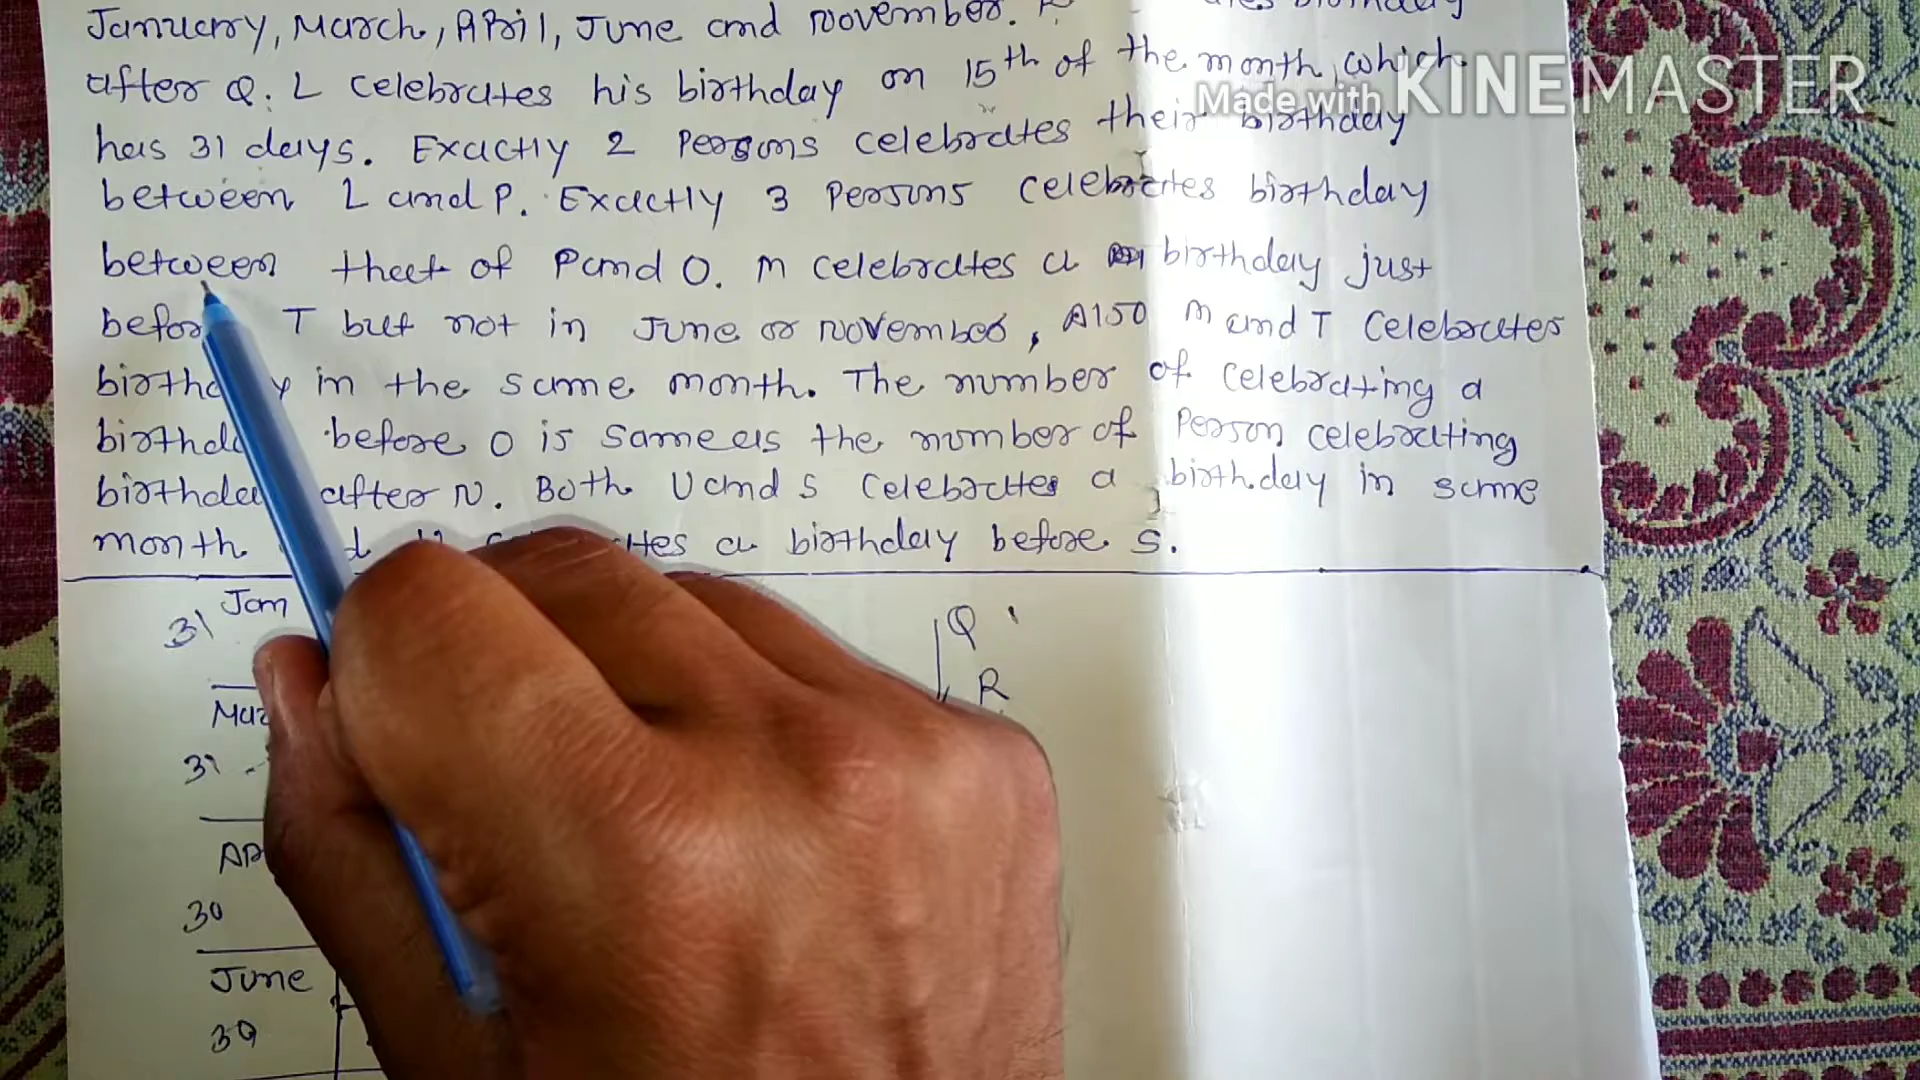 January, March, April, June and November. R
after Q. L celebrates his birthday on 15th of the month, which
Made with KINEMASTER
has 31 days. Exactly 2 Persons celebrates their birthday
between L and P. Exactly 3 Persons celebrates birthday
between that of P and O. M celebrates a birthday just
T but not in June or November, Also M and T Celebrates
in the same month. The number of celebrating a
before O is same as the number of Person celebrating
after N. Both U and S celebrates a birthday in same
month a birthday before S.
Jan
31
Q
R
31
30
June
30